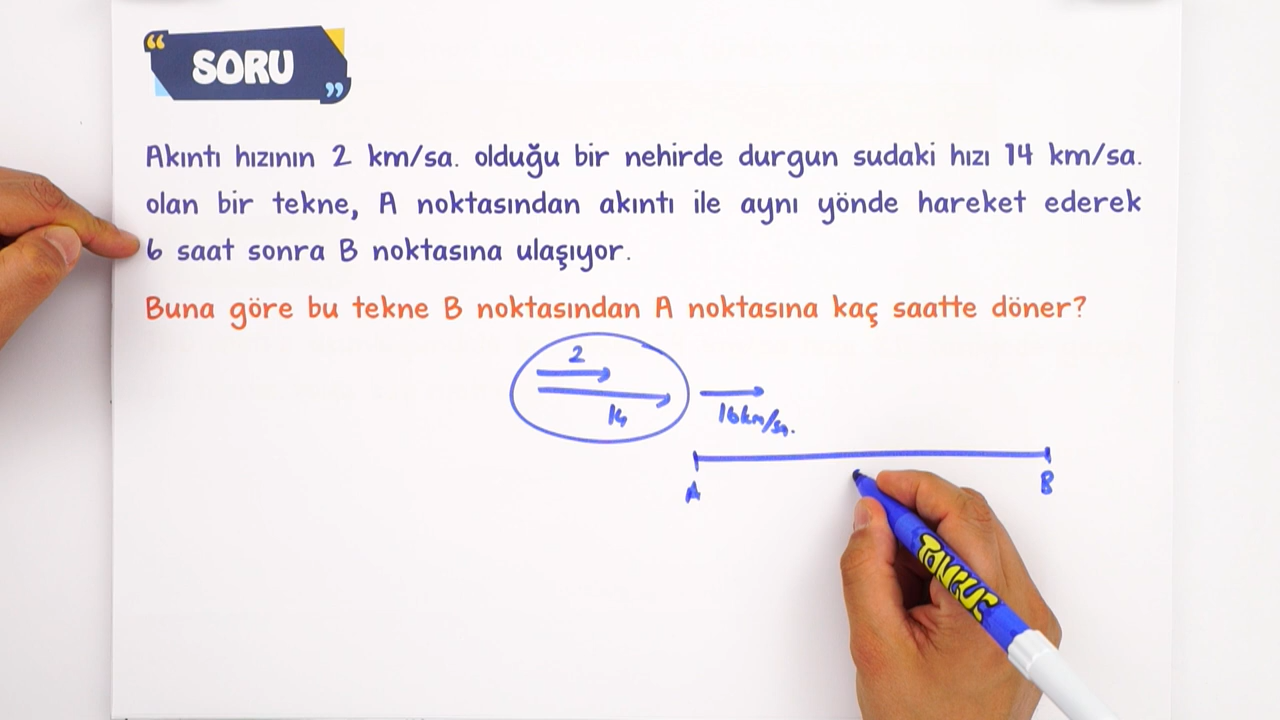 SORU
Akıntı hızının 2 km/sa. olduğu bir nehirde durgun sudaki hızı 14 km/sa.
olan bir tekne, A noktasından akıntı ile aynı yönde hareket ederek
6 saat sonra B noktasına ulaşıyor.
Buna göre bu tekne B noktasından A noktasına kaç saatte döner?
2
14
16km/sa.
A B
TONGUÇ